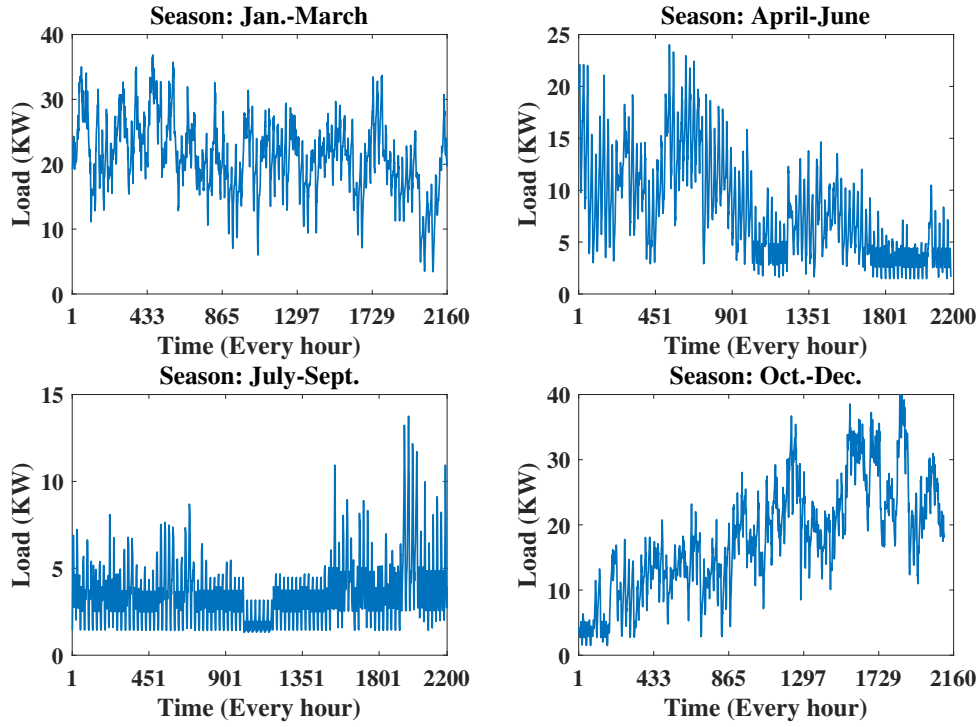 Season: Jan.-March
40
30
20
10
0
Load (KW)
1 433 865 1297 1729 2160
Time (Every hour)
Season: April-June
25
20
15
10
5
0
Load (KW)
1 451 901 1351 1801 2200
Time (Every hour)
Season: July-Sept.
15
10
5
0
Load (KW)
1 451 901 1351 1801 2200
Time (Every hour)
Season: Oct.-Dec.
40
30
20
10
0
Load (KW)
1 433 865 1297 1729 2160
Time (Every hour)